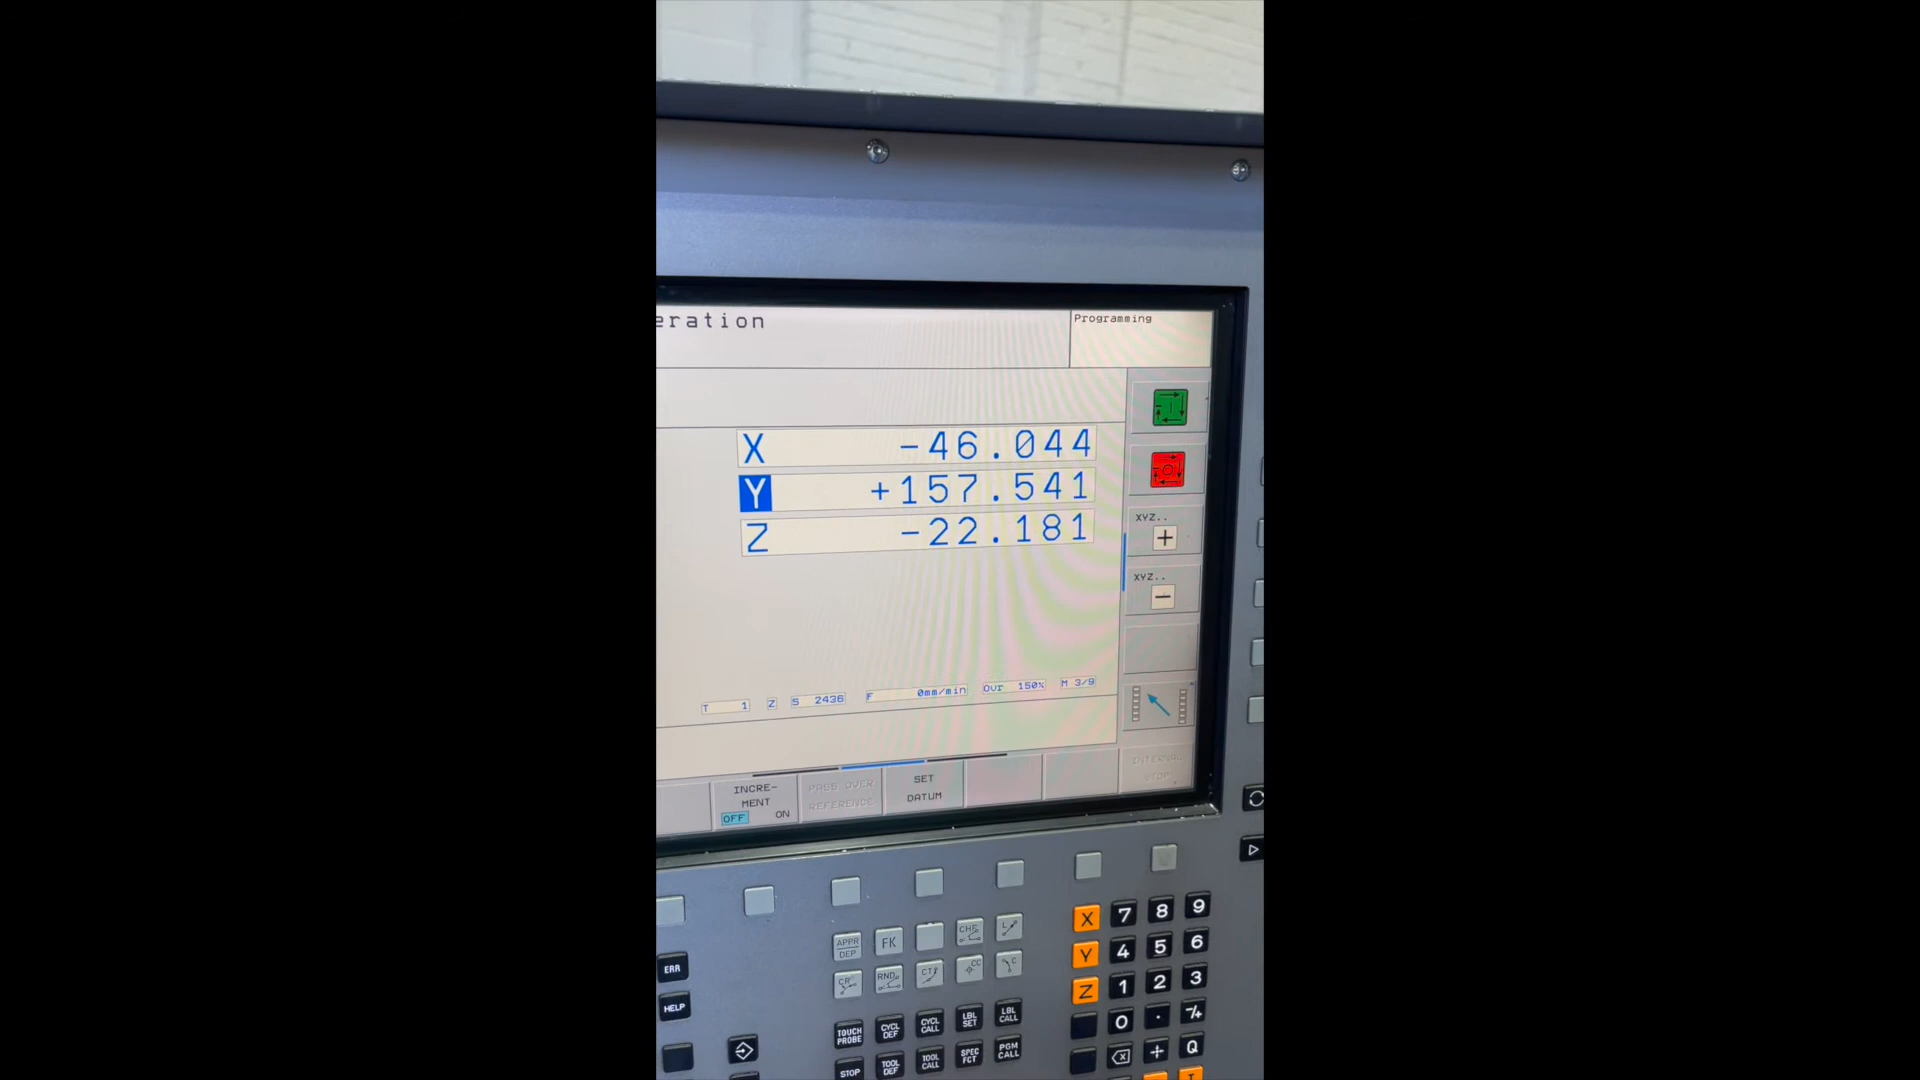 eration
Programming
X -46.044
Y +157.541
Z -22.181
XYZ..
+
XYZ..
−
T 1 Z S 2436 F 0mm/min Ovr 150% M 3/9
INCRE-
MENT
OFF ON
PASS OVER
REFERENCE
SET
DATUM
INTERNAL
STOP
APPR
DEP
FK
CHF
L
CR
RND
CT
CC
C
X 7 8 9
Y 4 5 6
Z 1 2 3
0 .
Q
ERR
HELP
TOUCH
PROBE
CYCL
DEF
CYCL
CALL
LBL
SET
LBL
CALL
STOP
TOOL
DEF
TOOL
CALL
SPEC
FCT
PGM
CALL